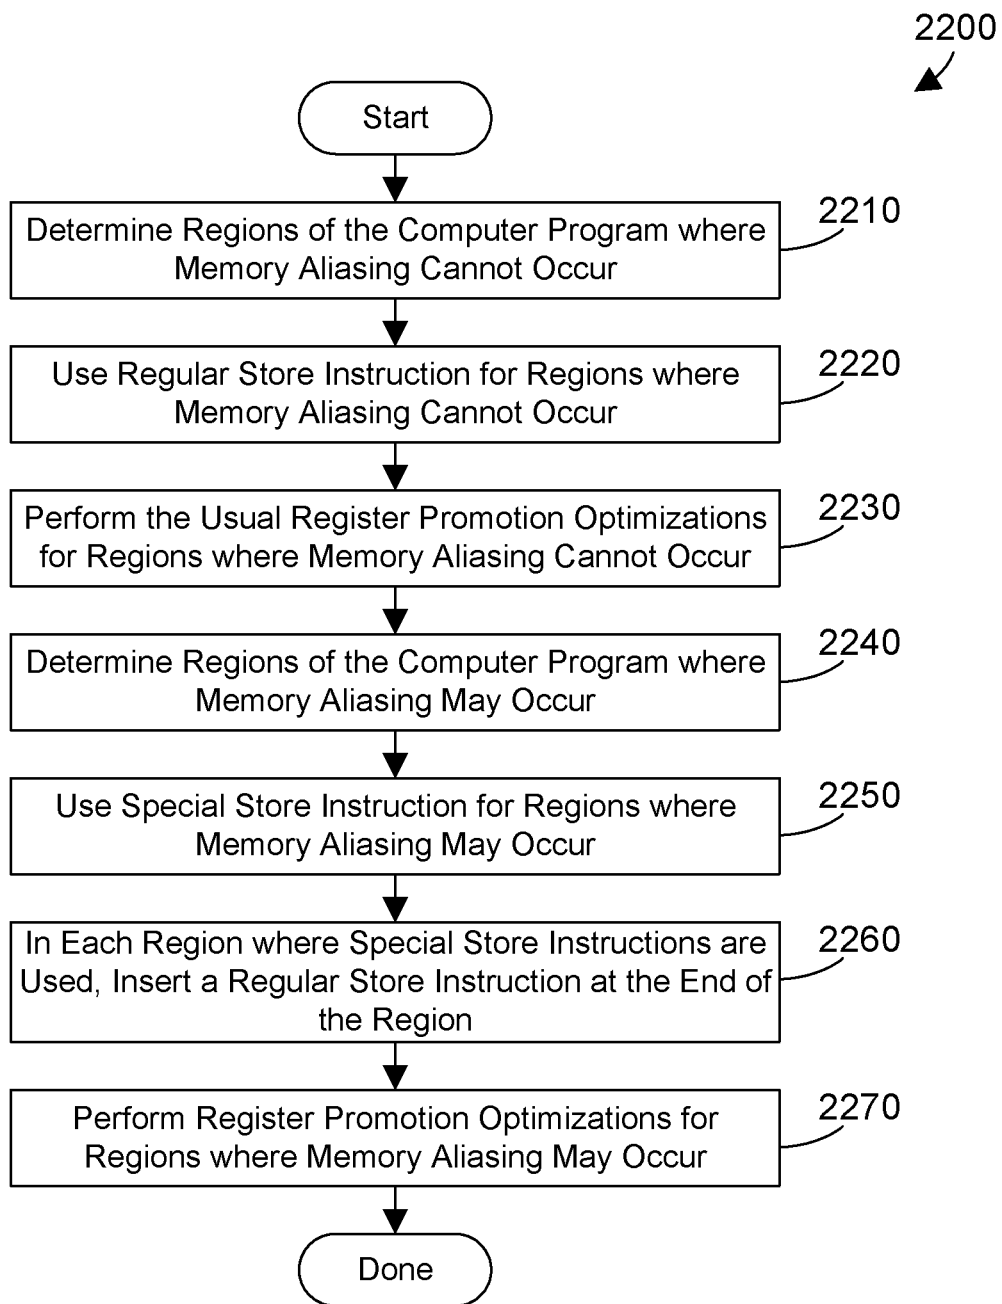 2200
Start
Determine Regions of the Computer Program where
Memory Aliasing Cannot Occur
2210
Use Regular Store Instruction for Regions where
Memory Aliasing Cannot Occur
2220
Perform the Usual Register Promotion Optimizations
for Regions where Memory Aliasing Cannot Occur
2230
Determine Regions of the Computer Program where
Memory Aliasing May Occur
2240
Use Special Store Instruction for Regions where
Memory Aliasing May Occur
2250
In Each Region where Special Store Instructions are
Used, Insert a Regular Store Instruction at the End of
the Region
2260
Perform Register Promotion Optimizations for
Regions where Memory Aliasing May Occur
2270
Done